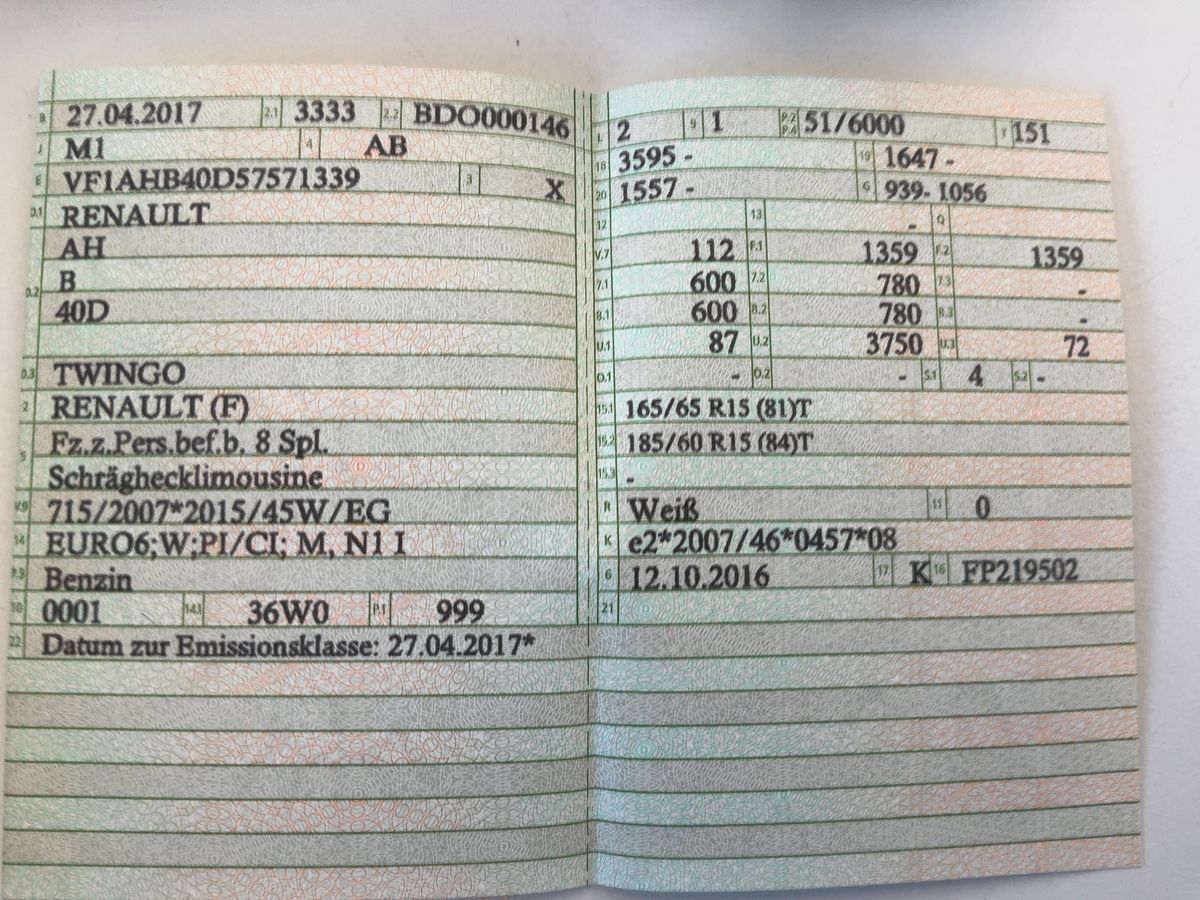 B 27.04.2017 2.1 3333 2.2 BDO000146
J M1 4 AB
E VF1AHB40D57571339 3 X
D.1 RENAULT
AH
D.2 B
40D
D.3 TWINGO
2 RENAULT (F)
5 Fz.z.Pers.bef.b. 8 Spl.
Schräghecklimousine
V.9 715/2007*2015/45W/EG
14 EURO6;W;PI/CI; M, N1 I
P.3 Benzin
10 0001 14.1 36W0 P.1 999
22 Datum zur Emissionsklasse: 27.04.2017*
L 2 9 1 P.2 P.4 51/6000 T 151
18 3595 - 19 1647 -
20 1557 - G 939- 1056
12 13 - Q
V.7 112 F.1 1359 F.2 1359
7.1 600 7.2 780 7.3 -
8.1 600 8.2 780 8.3 -
U.1 87 U.2 3750 U.3 72
O.1 - O.2 - S.1 4 S.2 -
15.1 165/65 R15 (81)T
15.2 185/60 R15 (84)T
15.3 -
R Weiß 11 0
K e2*2007/46*0457*08
6 12.10.2016 17 K 16 FP219502
21